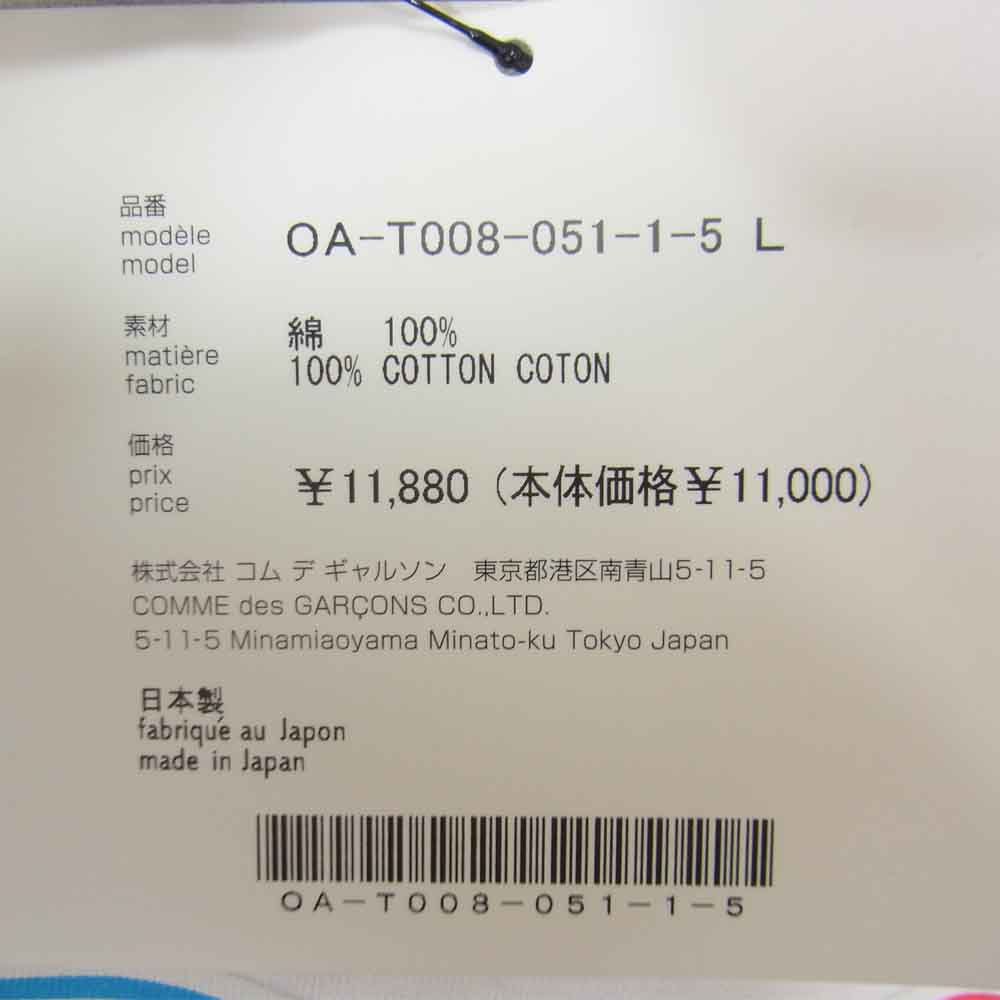 品番
modèle
model
OA-T008-051-1-5 L
素材
matière
fabric
綿 100%
100% COTTON COTON
価格
prix
price
¥11,880 (本体価格¥11,000)
株式会社 コム デ ギャルソン 東京都港区南青山5-11-5
COMME des GARÇONS CO.,LTD.
5-11-5 Minamiaoyama Minato-ku Tokyo Japan
日本製
fabriqué au Japon
made in Japan
OA-T008-051-1-5